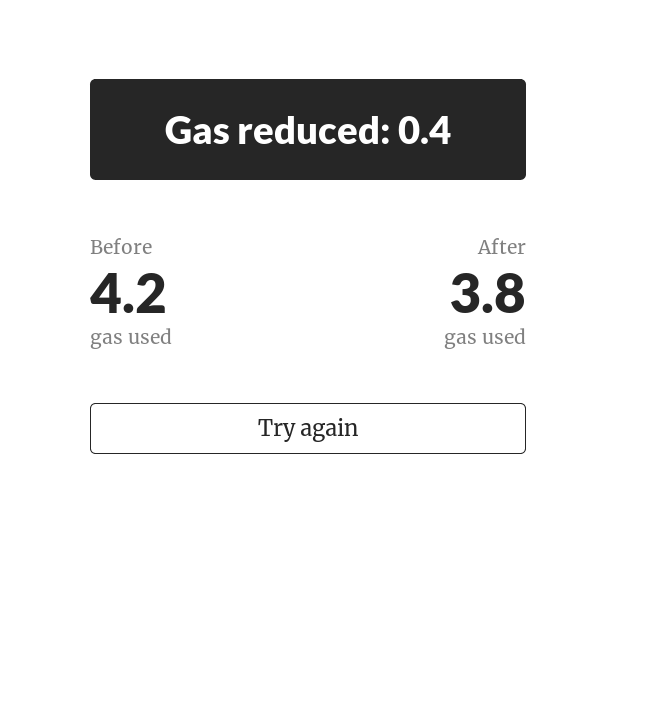 Gas reduced: 0.4
Before
After
4.2
3.8
gas used
gas used
Try again